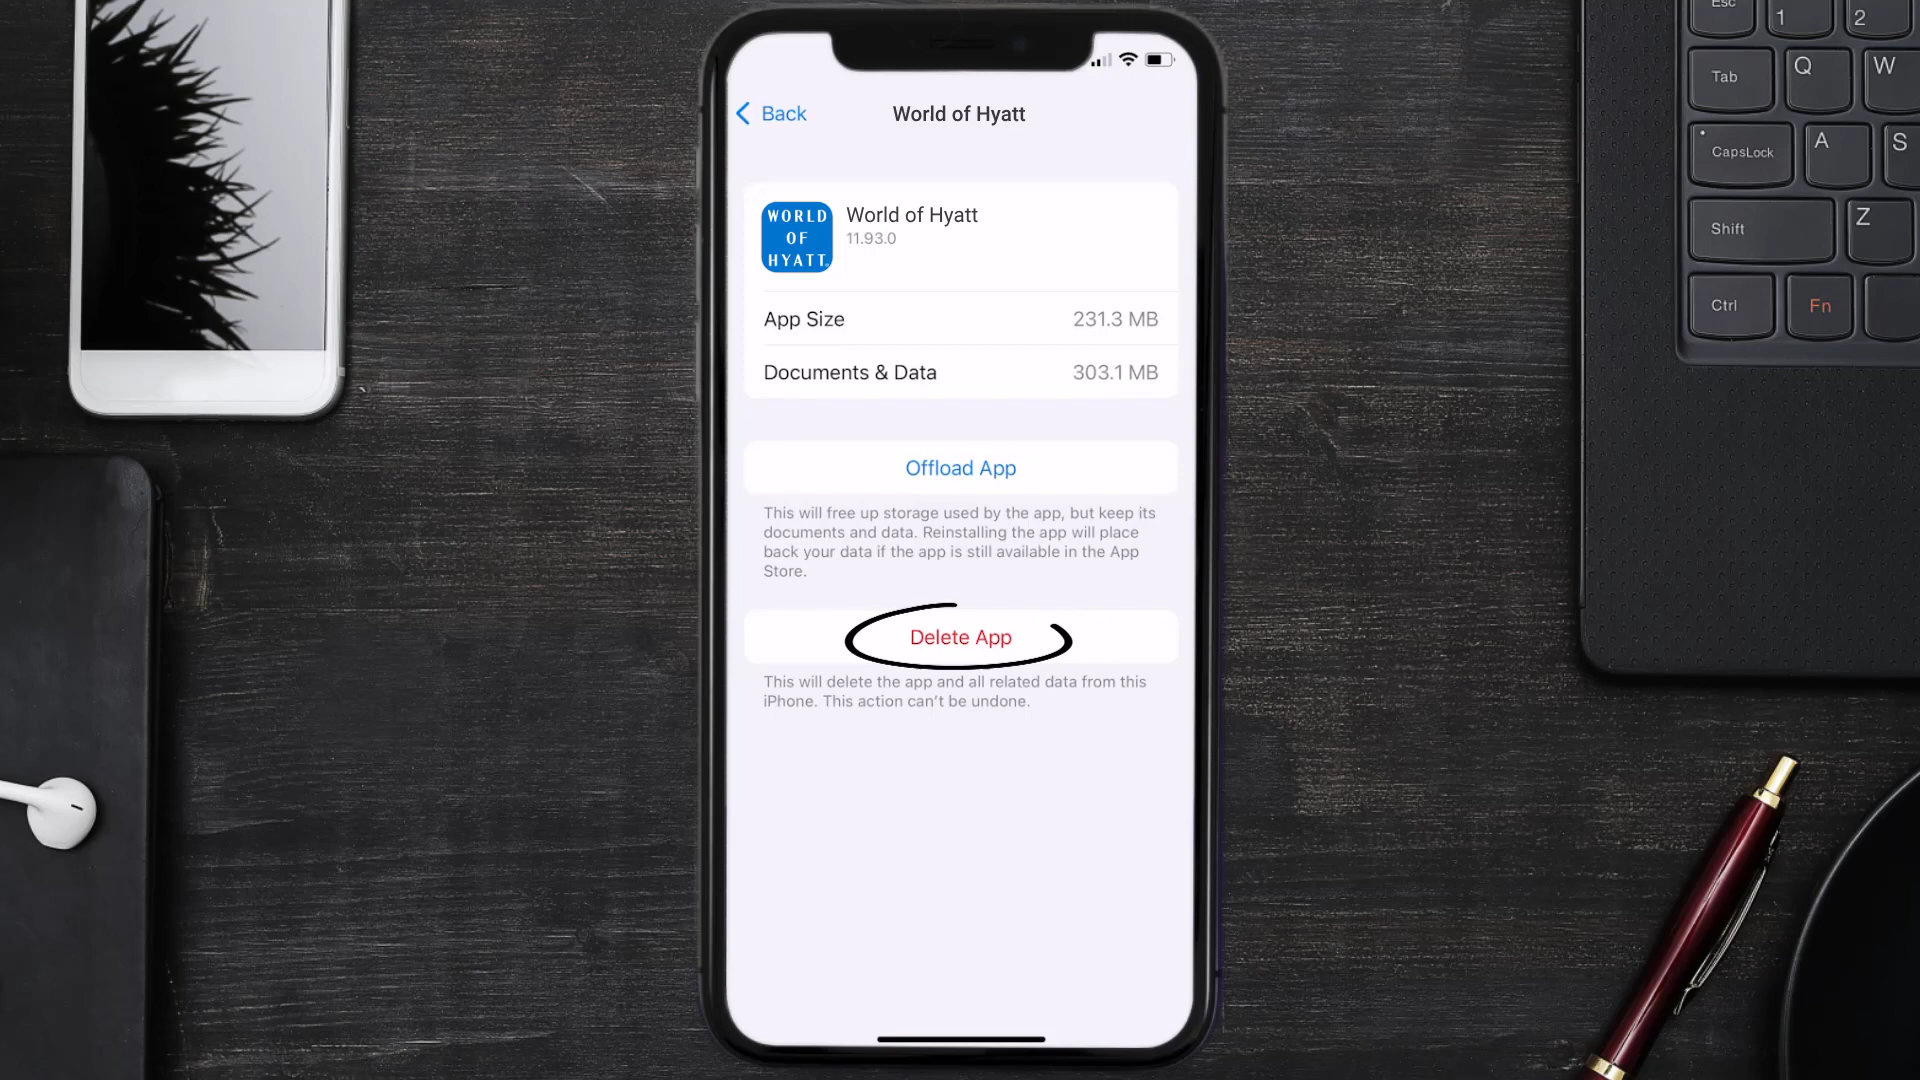 Back
World of Hyatt
WORLD
OF
HYATT
World of Hyatt
11.93.0
App Size
231.3 MB
Documents & Data
303.1 MB
Offload App
This will free up storage used by the app, but keep its
documents and data. Reinstalling the app will place
back your data if the app is still available in the App
Store.
Delete App
This will delete the app and all related data from this
iPhone. This action can't be undone.
Esc
1
2
Tab
Q
W
CapsLock
A
S
Shift
Z
Ctrl
Fn